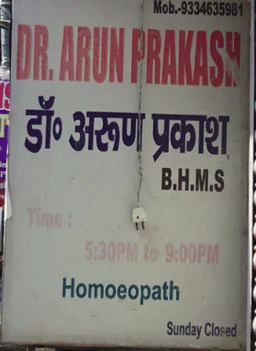 Mob.-9334635981
DR. ARUN PRAKASH
डॉ० अरूण प्रकाश
B.H.M.S
Time :
5:30PM to 9:00PM
Homoeopath
Sunday Closed